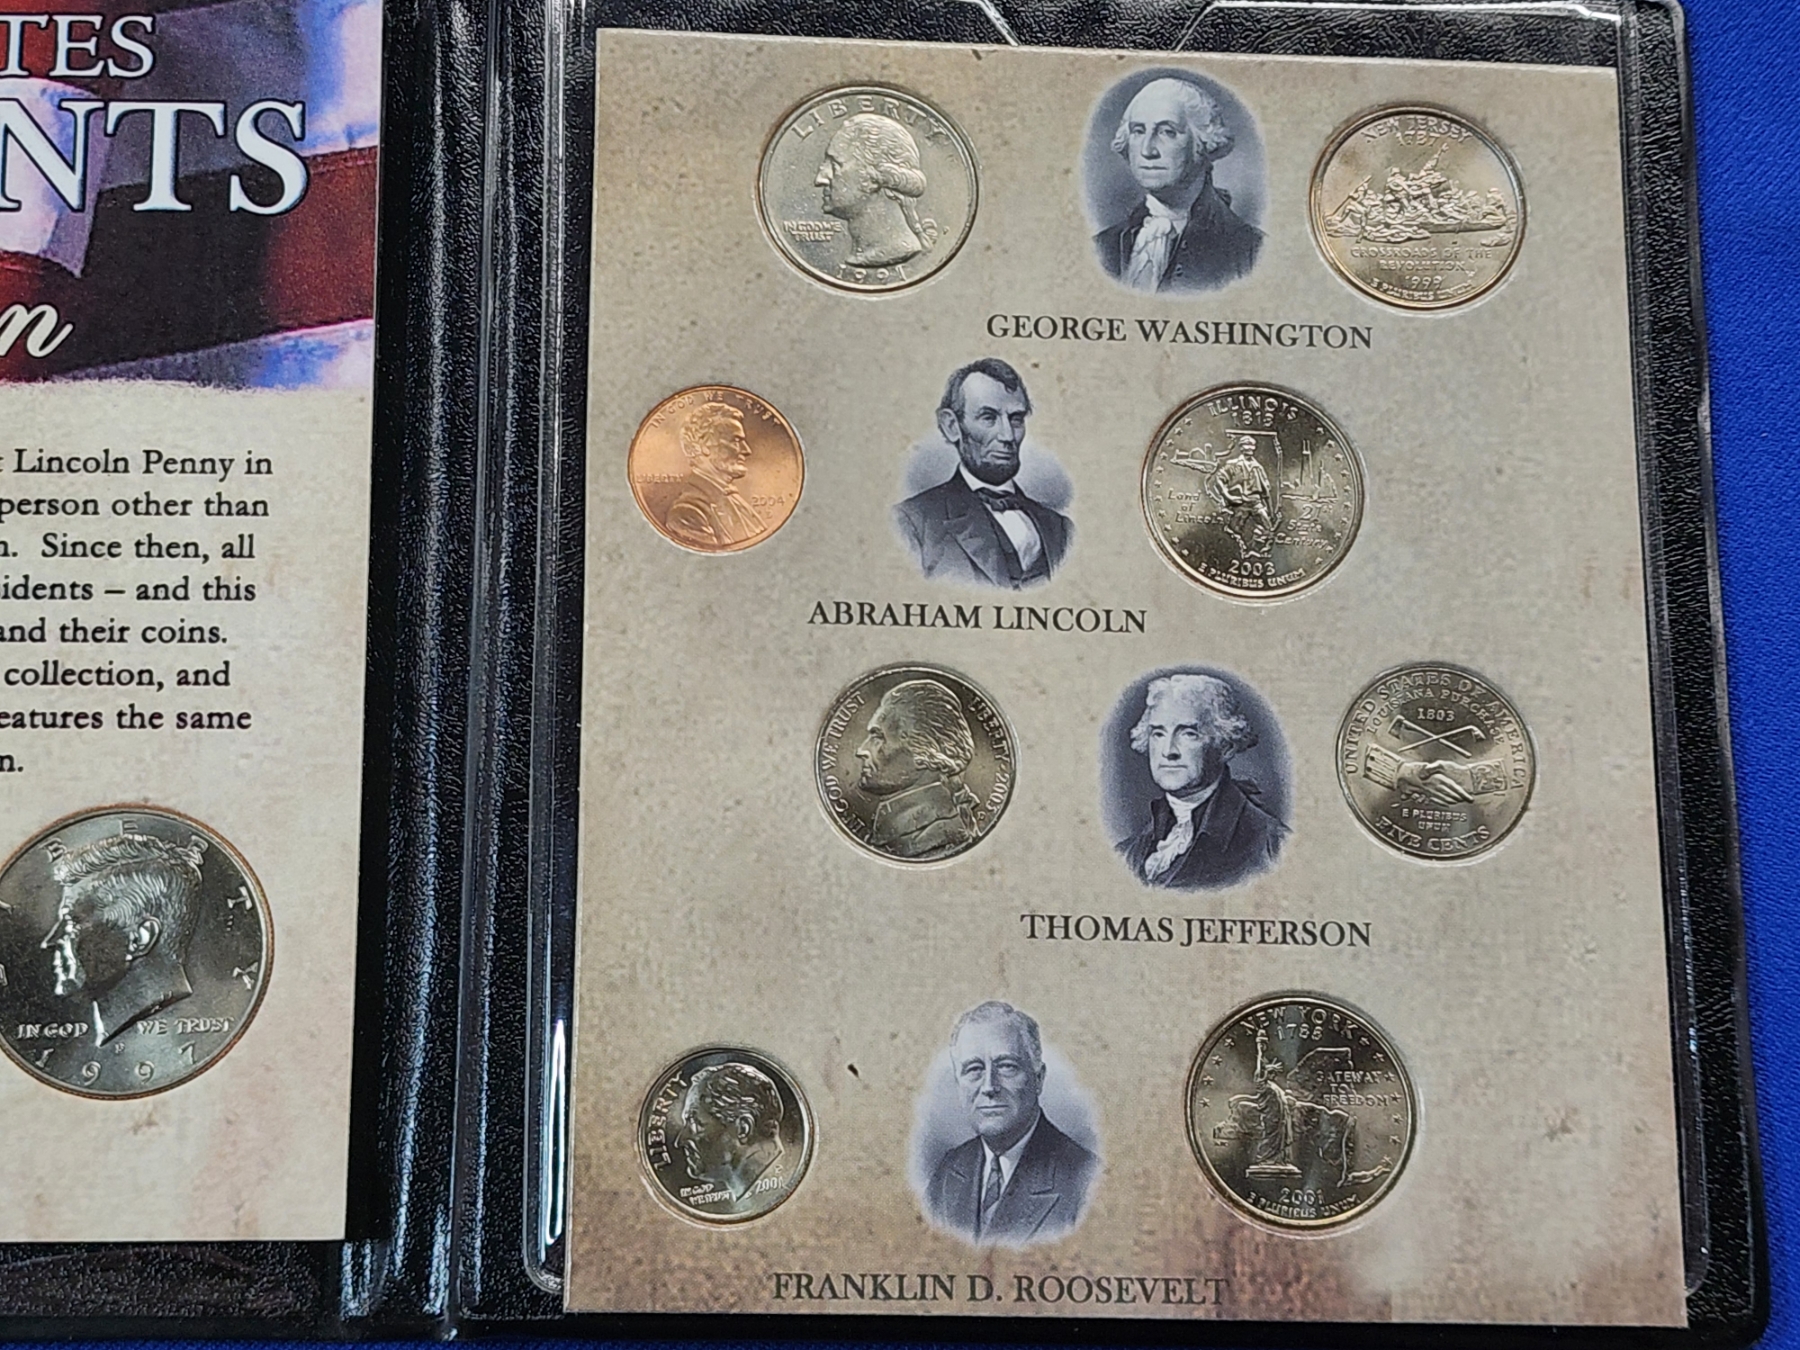 TES
NTS
n
Lincoln Penny in
person other than
n. Since then, all
sidents – and this
and their coins.
collection, and
eatures the same
n.
B E R T Y
IN GOD WE TRUST
P
1997
LIBERTY
IN GOD WE
TRUST
1991
NEW JERSEY
1787
CROSSROADS OF THE
REVOLUTION
1999
E PLURIBUS UNUM
GEORGE WASHINGTON
IN GOD WE TRUST
LIBERTY
2004
ILLINOIS
1818
Land
of
Lincoln
21st
State
Century
2003
E PLURIBUS UNUM
ABRAHAM LINCOLN
IN GOD WE TRUST
LIBERTY·2003
UNITED STATES OF AMERICA
LOUISIANA PURCHASE
1803
E PLURIBUS
UNUM
FIVE CENTS
THOMAS JEFFERSON
LIBERTY
IN GOD
WE TRUST
P
2001
NEW YORK
1788
GATEWAY
TO
FREEDOM
2001
E PLURIBUS UNUM
FRANKLIN D. ROOSEVELT